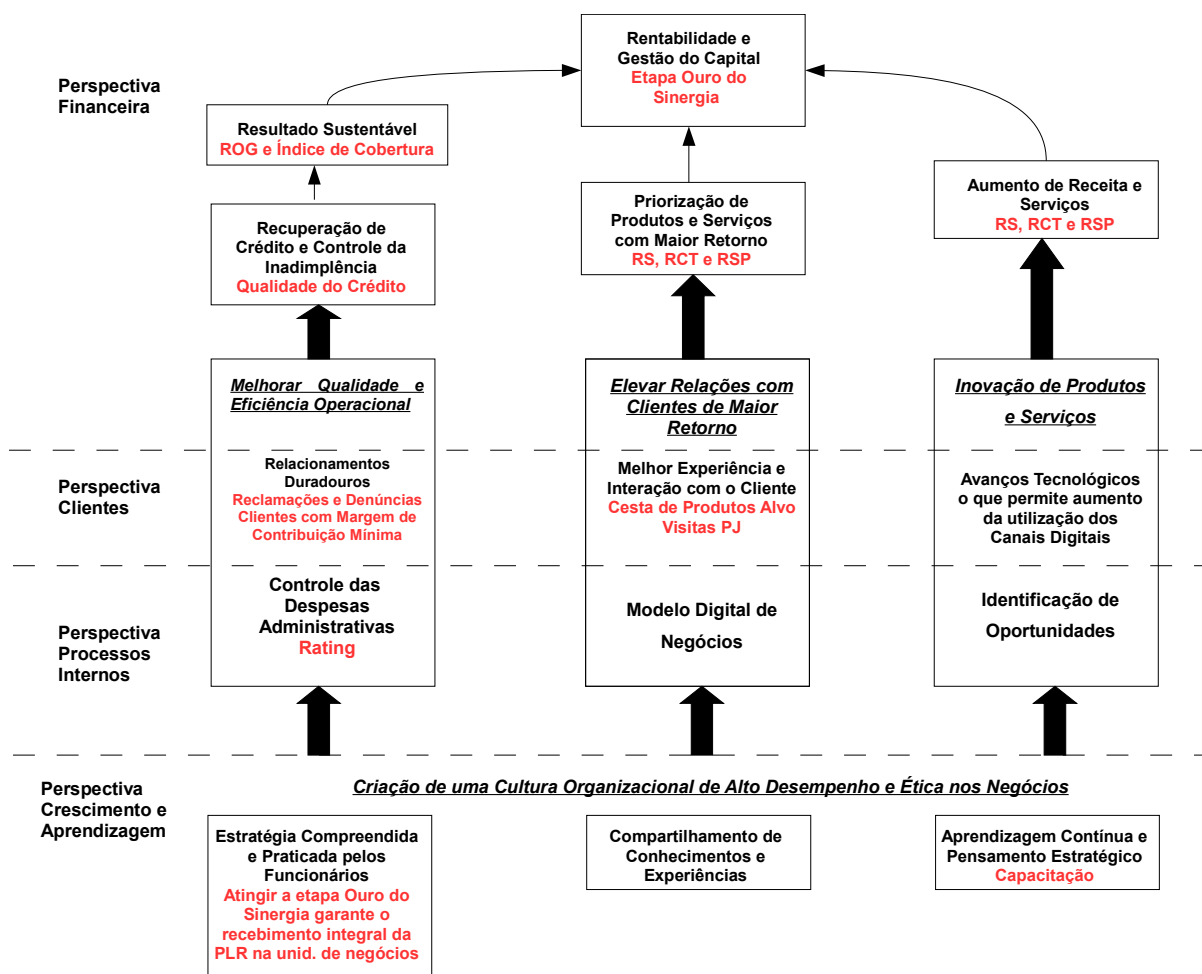 Perspectiva
Financeira
Rentabilidade e
Gestão do Capital
Etapa Ouro do
Sinergia
Resultado Sustentável
ROG e Índice de Cobertura
Recuperação de
Crédito e Controle da
Inadimplência
Qualidade do Crédito
Priorização de
Produtos e Serviços
com Maior Retorno
RS, RCT e RSP
Aumento de Receita e
Serviços
RS, RCT e RSP
Melhorar Qualidade e
Eficiência Operacional
Elevar Relações com
Clientes de Maior
Retorno
Inovação de Produtos
e Serviços
Perspectiva
Clientes
Relacionamentos
Duradouros
Reclamações e Denúncias
Clientes com Margem de
Contribuição Mínima
Melhor Experiência e
Interação com o Cliente
Cesta de Produtos Alvo
Visitas PJ
Avanços Tecnológicos
o que permite aumento
da utilização dos
Canais Digitais
Perspectiva
Processos
Internos
Controle das
Despesas
Administrativas
Rating
Modelo Digital de
Negócios
Identificação de
Oportunidades
Perspectiva
Crescimento e
Aprendizagem
Criação de uma Cultura Organizacional de Alto Desempenho e Ética nos Negócios
Estratégia Compreendida
e Praticada pelos
Funcionários
Atingir a etapa Ouro do
Sinergia garante o
recebimento integral da
PLR na unid. de negócios
Compartilhamento de
Conhecimentos e
Experiências
Aprendizagem Contínua e
Pensamento Estratégico
Capacitação